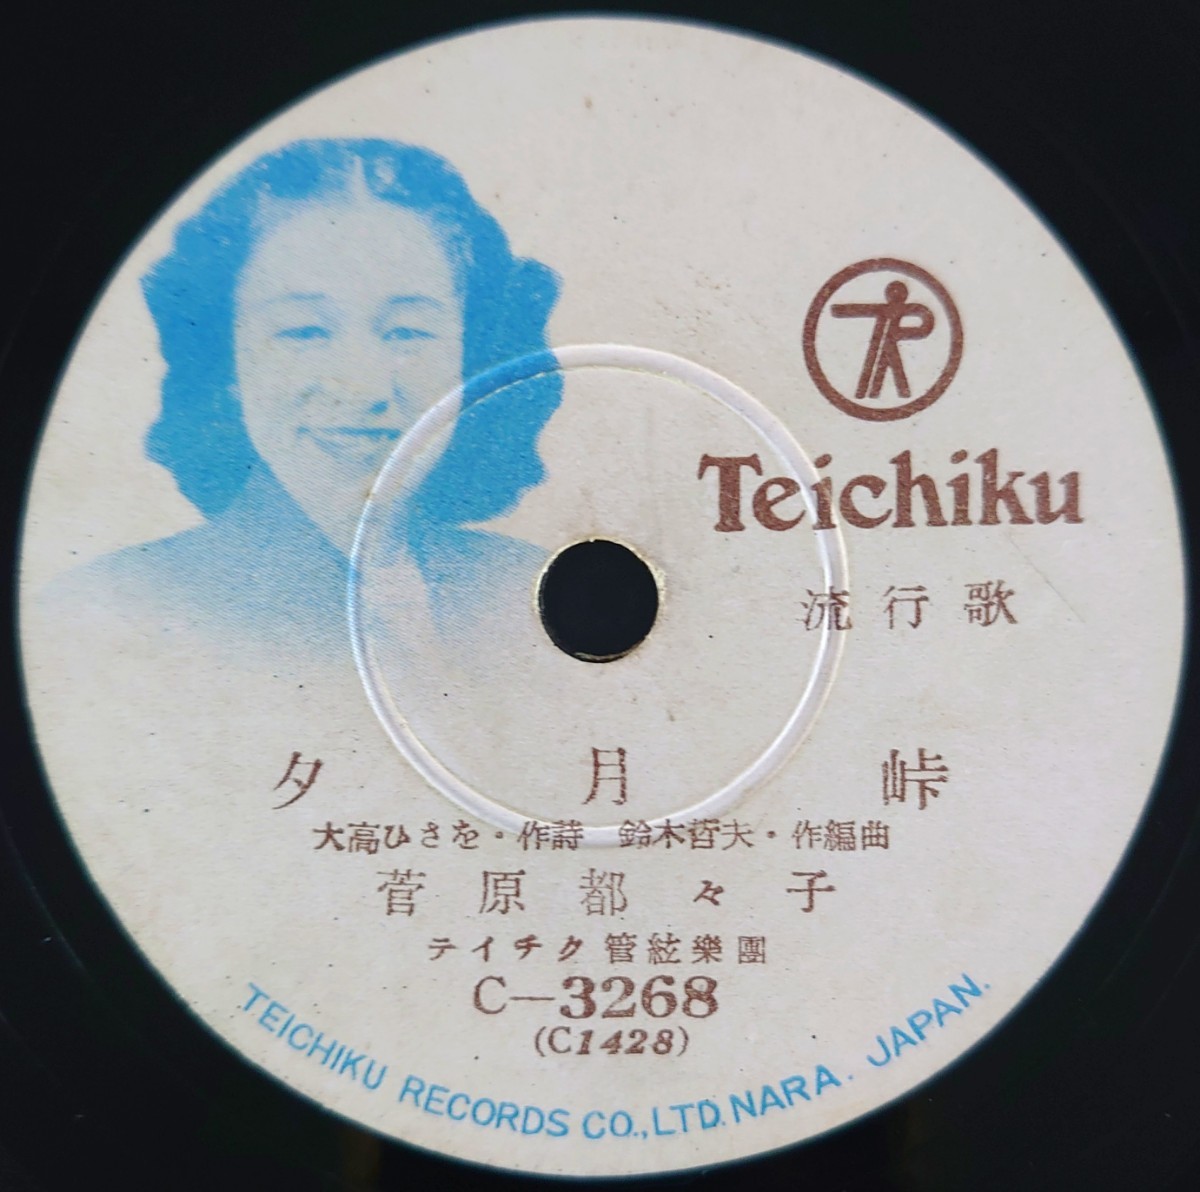 Teichiku
流行歌
夕月峠
大高ひさを・作詩 鈴木哲夫・作編曲
菅原都々子
テイチク管絃樂團
C-3268
(C1428)
TEICHIKU RECORDS CO., LTD. NARA. JAPAN.